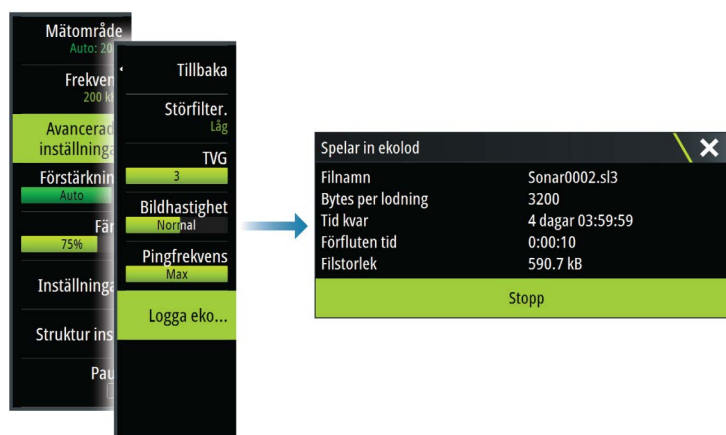 Mätområde
Auto: 20
Frekven
200 k
Avancerad
inställninga
Förstärknin
Auto
Fär
75%
Inställninga
Struktur ins
Pau
Tillbaka
Störfilter.
Låg
TVG
3
Bildhastighet
Normal
Pingfrekvens
Max
Logga eko...
Spelar in ekolod
Filnamn Sonar0002.sl3
Bytes per lodning 3200
Tid kvar 4 dagar 03:59:59
Förfluten tid 0:00:10
Filstorlek 590.7 kB
Stopp